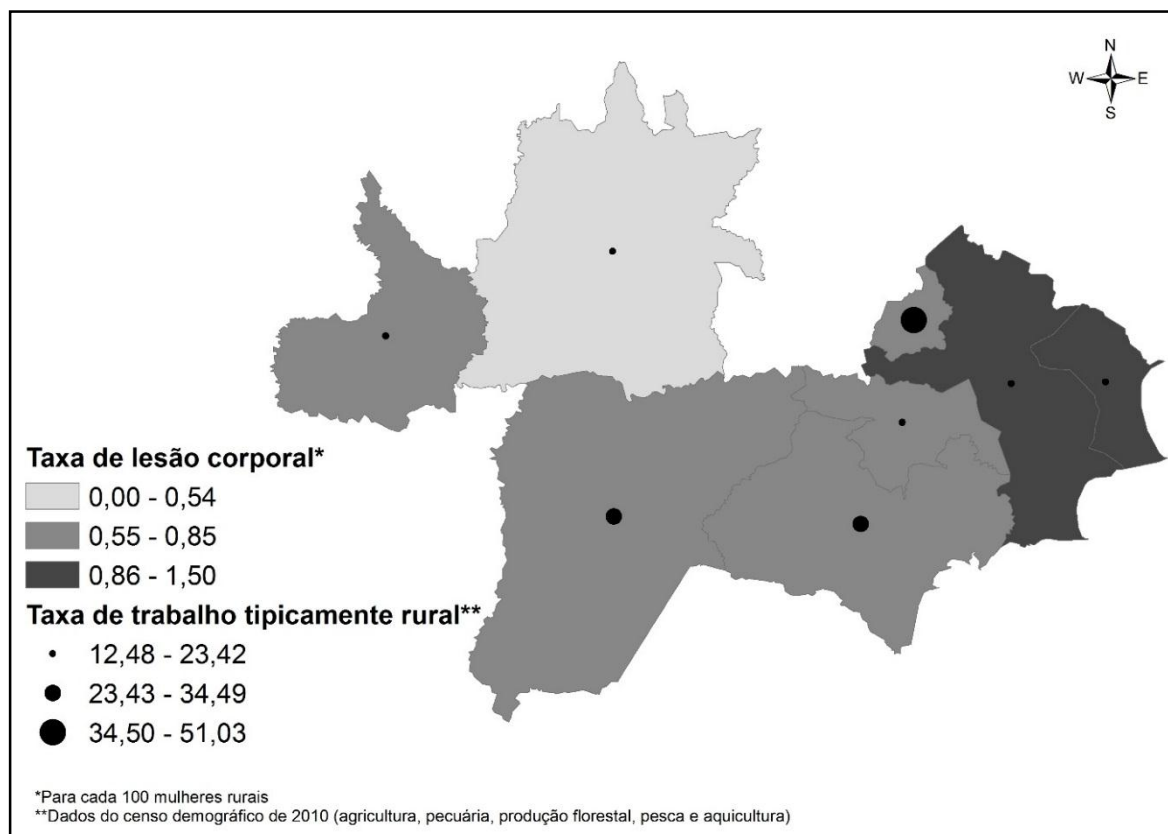 N
W E
S
Taxa de lesão corporal*
0,00 - 0,54
0,55 - 0,85
0,86 - 1,50
Taxa de trabalho tipicamente rural**
12,48 - 23,42
23,43 - 34,49
34,50 - 51,03
*Para cada 100 mulheres rurais
**Dados do censo demográfico de 2010 (agricultura, pecuária, produção florestal, pesca e aquicultura)